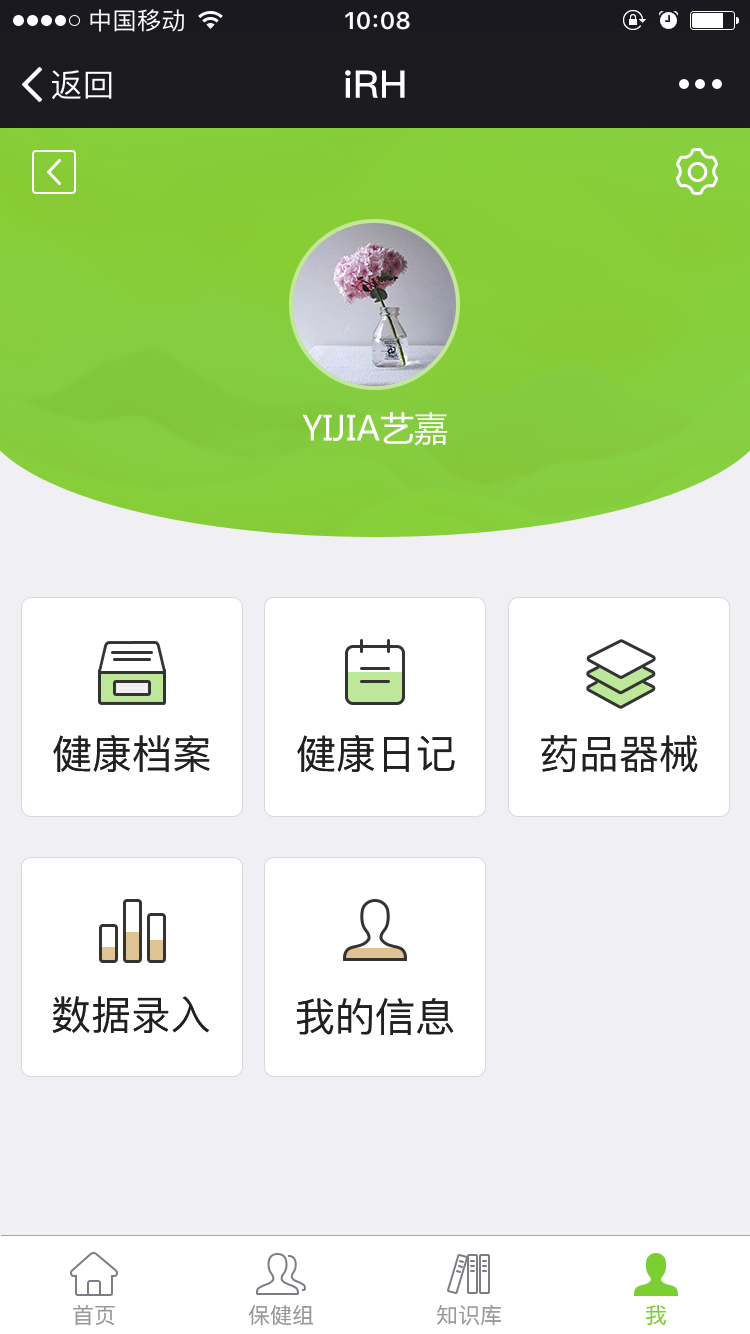 中国移动 10:08
返回 iRH
YIJIA艺嘉
健康档案 健康日记 药品器械
数据录入 我的信息
首页 保健组 知识库 我